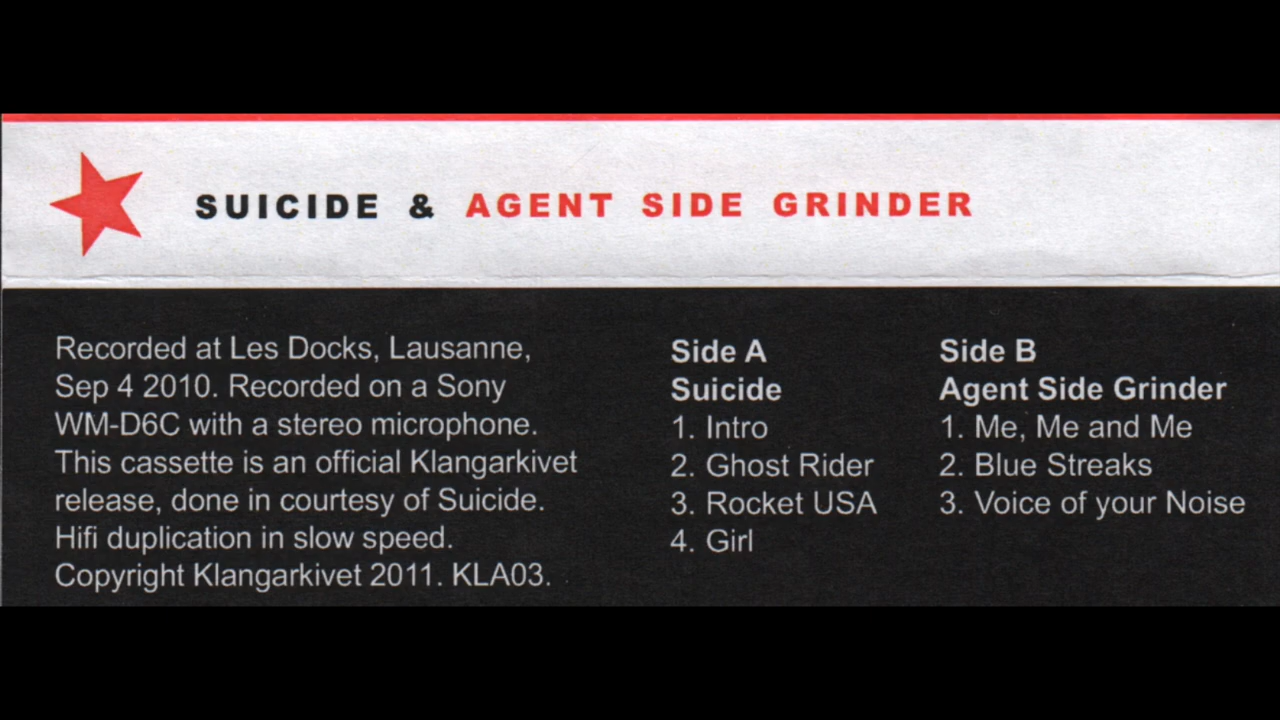 SUICIDE & AGENT SIDE GRINDER
Recorded at Les Docks, Lausanne,
Sep 4 2010. Recorded on a Sony
WM-D6C with a stereo microphone.
This cassette is an official Klangarkivet
release, done in courtesy of Suicide.
Hifi duplication in slow speed.
Copyright Klangarkivet 2011. KLA03.
Side A
Suicide
1. Intro
2. Ghost Rider
3. Rocket USA
4. Girl
Side B
Agent Side Grinder
1. Me, Me and Me
2. Blue Streaks
3. Voice of your Noise